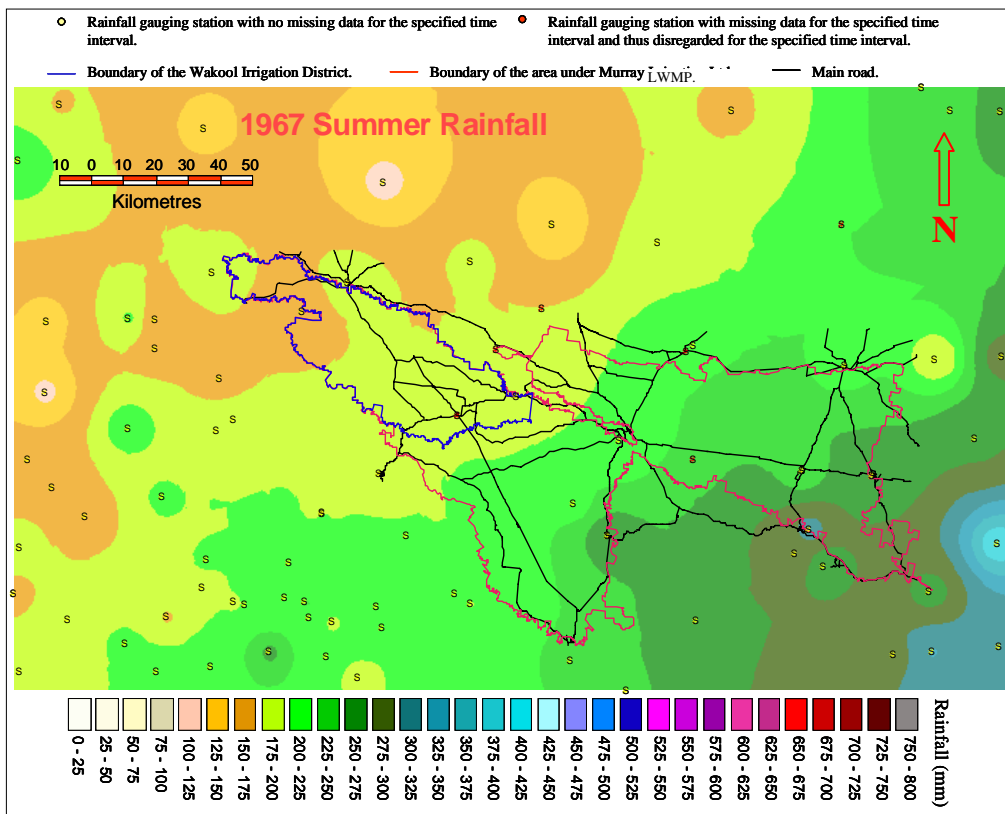 Rainfall gauging station with no missing data for the specified time
interval.
Rainfall gauging station with missing data for the specified time
interval and thus disregarded for the specified time interval.
Boundary of the Wakool Irrigation District.
Boundary of the area under Murray
LWMP.
Main road.
1967 Summer Rainfall
10 0 10 20 30 40 50
Kilometres
N
Rainfall (mm)
0 - 25
25 - 50
50 - 75
75 - 100
100 - 125
125 - 150
150 - 175
175 - 200
200 - 225
225 - 250
250 - 275
275 - 300
300 - 325
325 - 350
350 - 375
375 - 400
400 - 425
425 - 450
450 - 475
475 - 500
500 - 525
525 - 550
550 - 575
575 - 600
600 - 625
625 - 650
650 - 675
675 - 700
700 - 725
725 - 750
750 - 800